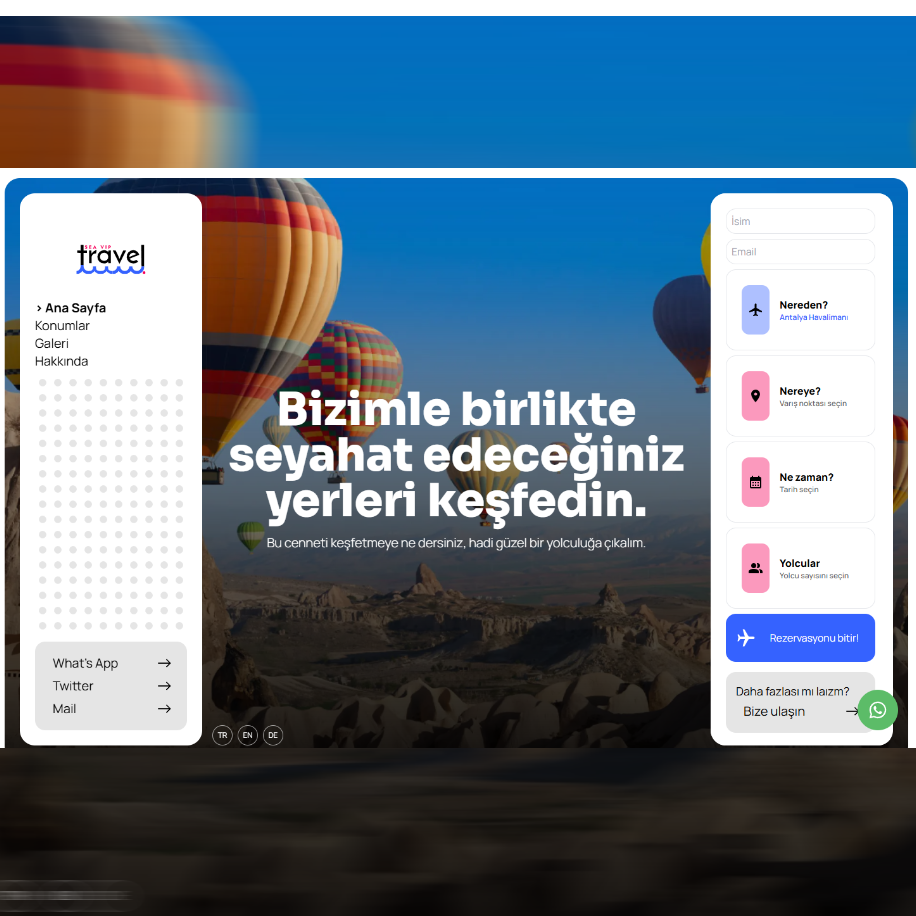 SEA VIP
travel
› Ana Sayfa
Konumlar
Galeri
Hakkında
What's App →
Twitter →
Mail →
Bizimle birlikte
seyahat edeceğiniz
yerleri keşfedin.
Bu cenneti keşfetmeye ne dersiniz, hadi güzel bir yolculuğa çıkalım.
TR EN DE
İsim
Email
Nereden?
Antalya Havalimanı
Nereye?
Varış noktası seçin
Ne zaman?
Tarih seçin
Yolcular
Yolcu sayısını seçin
Rezervasyonu bitir!
Daha fazlası mı laızm?
Bize ulaşın →